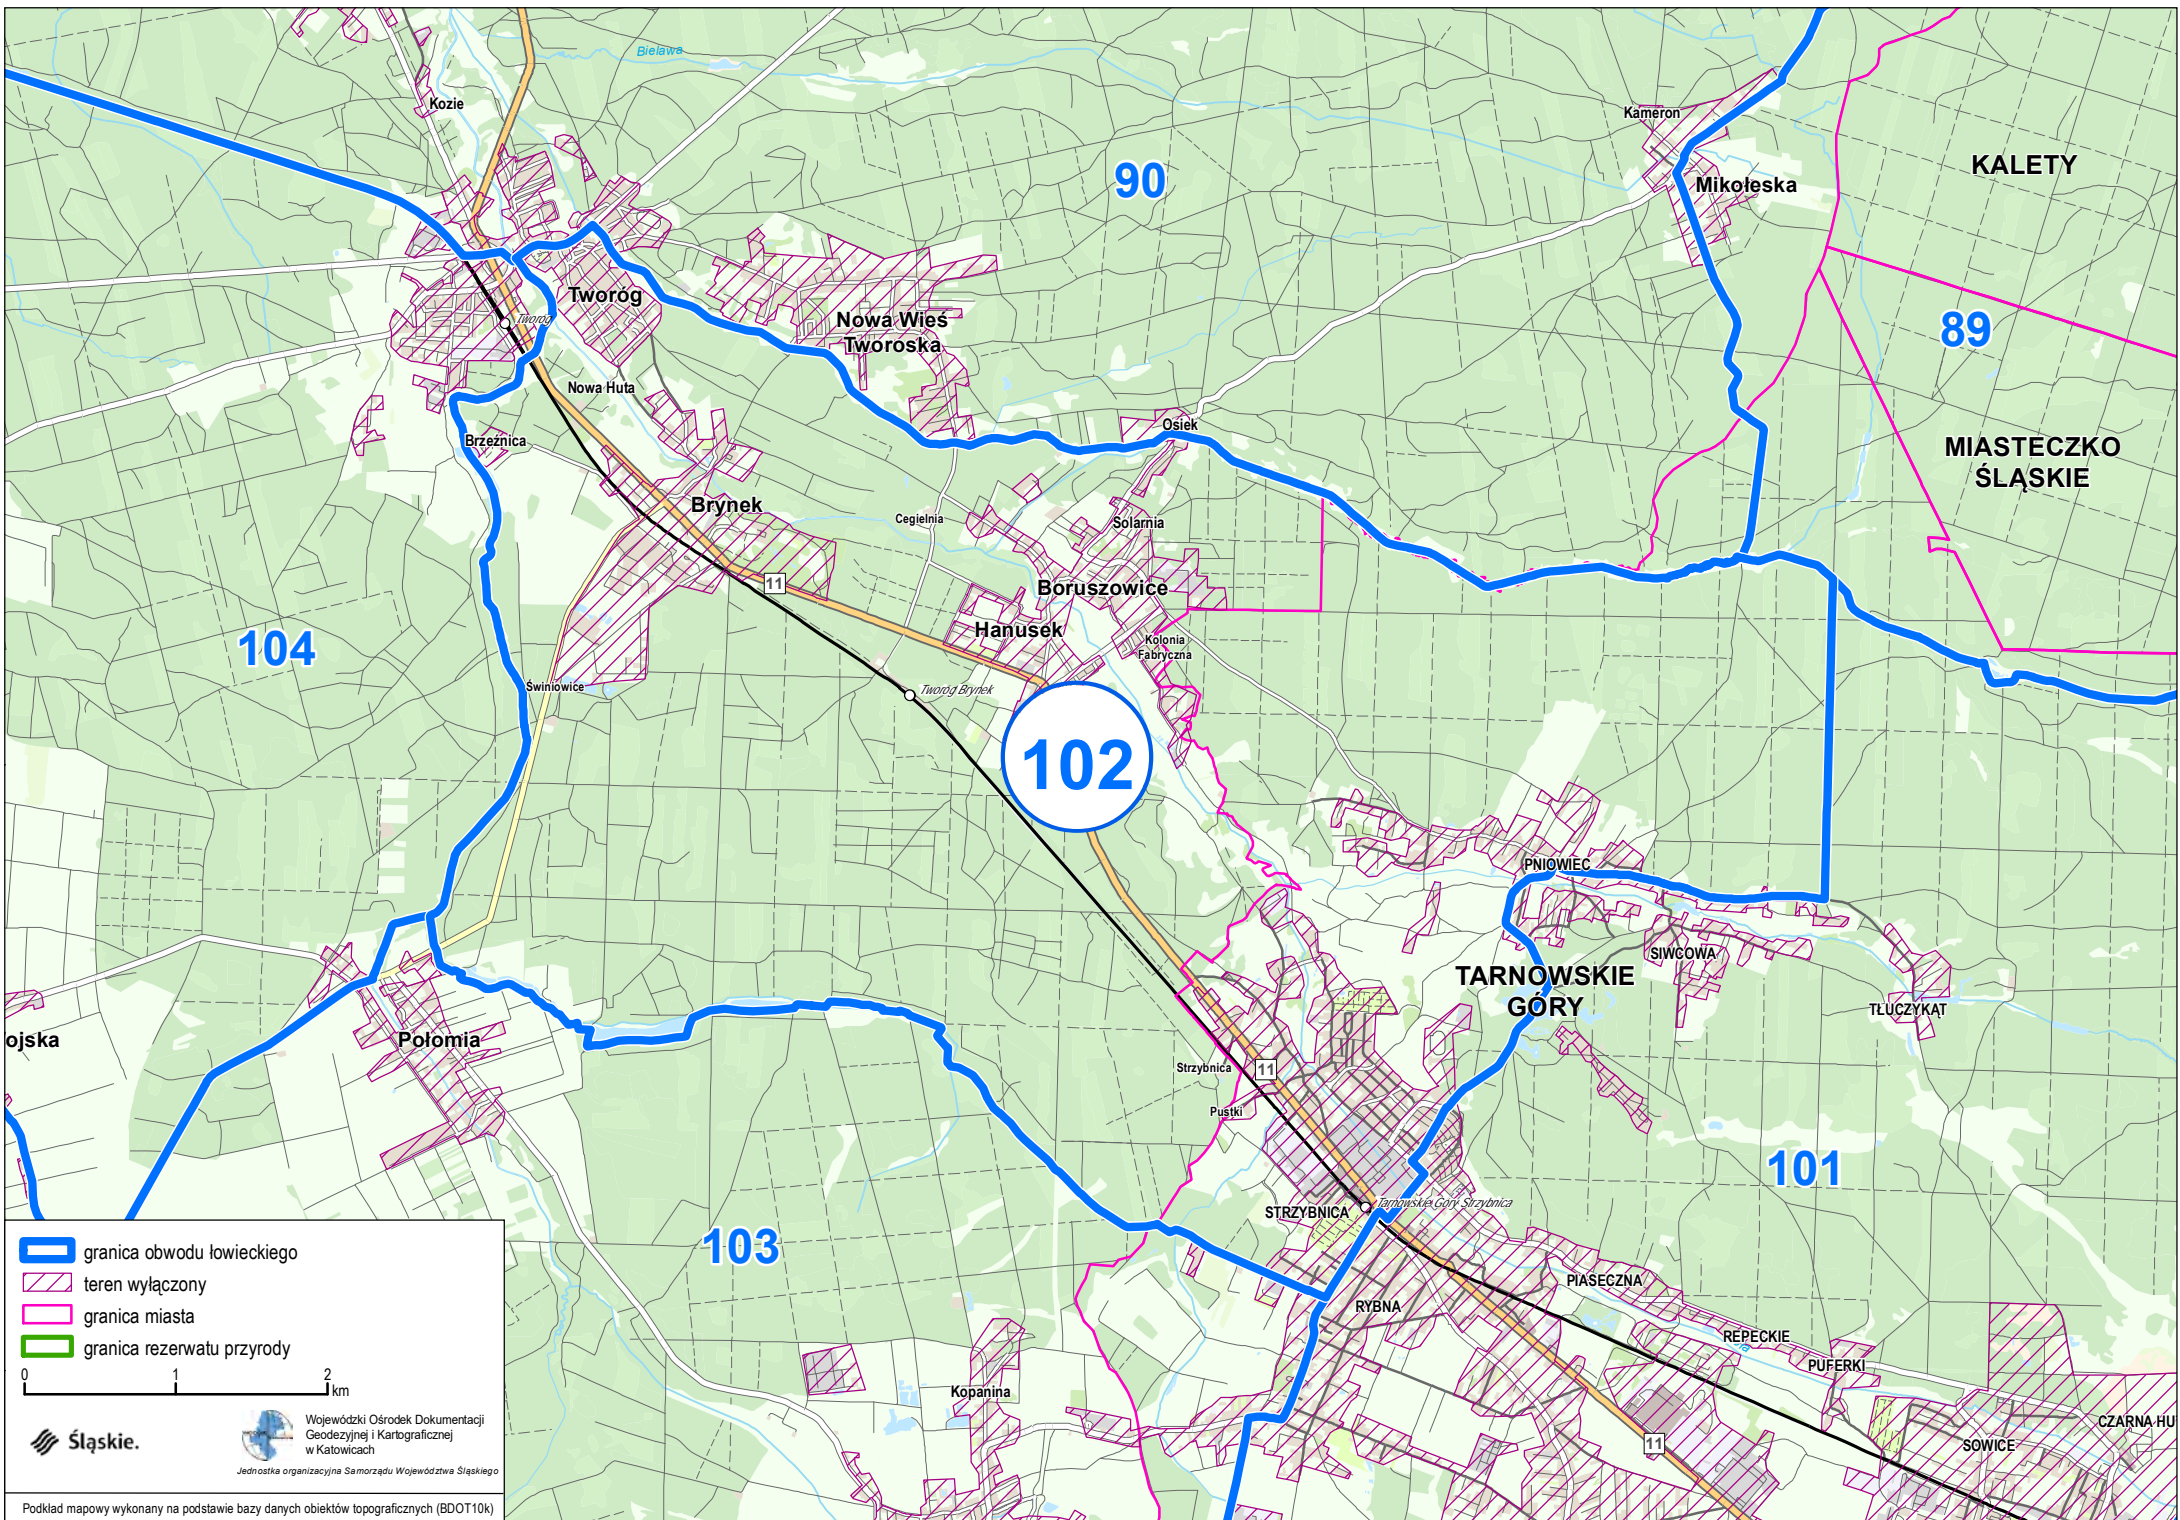 Bielawa
Kozie
Kameron
90
KALETY
Mikołeska
Tworóg
Tworóg
Nowa Wieś
Tworoska
89
Nowa Huta
Osiek
Brzeźnica
MIASTECZKO
ŚLĄSKIE
Brynek
Cegielnia
Solarnia
11
Boruszowice
Hanusek
Kolonia
Fabryczna
104
Świniowice
Tworóg Brynek
102
PNIOWIEC
SIWCOWA
TARNOWSKIE
GÓRY
TŁUCZYKĄT
ojska
Połomia
Strzybnica
11
Pustki
101
Tarnowskie Góry Strzybnica
STRZYBNICA
103
PIASECZNA
RYBNA
REPECKIE
PUFERKI
Kopanina
CZARNA HU
11
SOWICE
granica obwodu łowieckiego
teren wyłączony
granica miasta
granica rezerwatu przyrody
0 1 2
km
Śląskie.
Wojewódzki Ośrodek Dokumentacji
Geodezyjnej i Kartograficznej
w Katowicach
Jednostka organizacyjna Samorządu Województwa Śląskiego
Podkład mapowy wykonany na podstawie bazy danych obiektów topograficznych (BDOT10k)